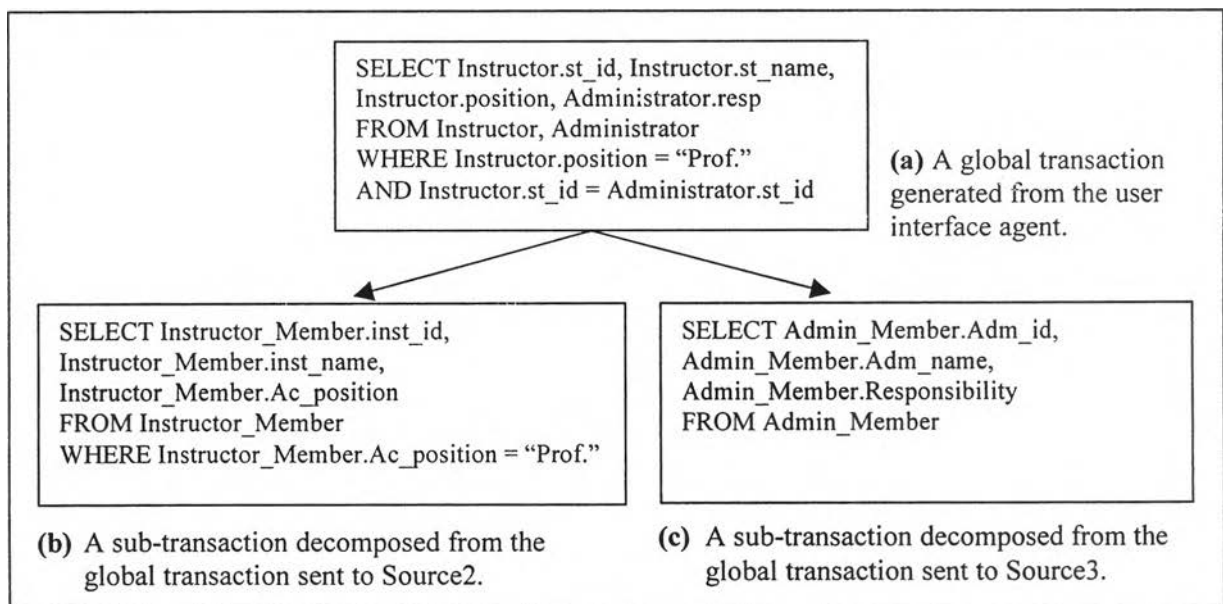 SELECT Instructor.st_id, Instructor.st_name,
Instructor.position, Administrator.resp
FROM Instructor, Administrator
WHERE Instructor.position = “Prof.”
AND Instructor.st_id = Administrator.st_id
(a) A global transaction
generated from the user
interface agent.
SELECT Instructor_Member.inst_id,
Instructor_Member.inst_name,
Instructor_Member.Ac_position
FROM Instructor_Member
WHERE Instructor_Member.Ac_position = “Prof.”
(b) A sub-transaction decomposed from the
global transaction sent to Source2.
SELECT Admin_Member.Adm_id,
Admin_Member.Adm_name,
Admin_Member.Responsibility
FROM Admin_Member
(c) A sub-transaction decomposed from the
global transaction sent to Source3.